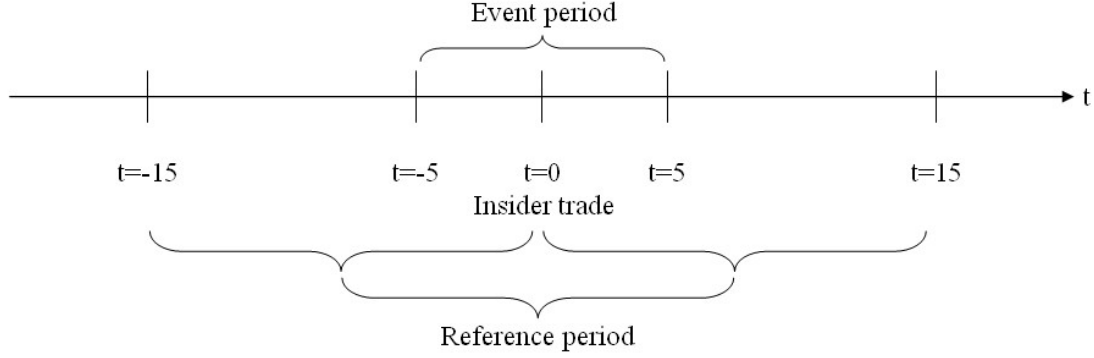 Event period
t
t=-15 t=-5 t=0 t=5 t=15
Insider trade
Reference period